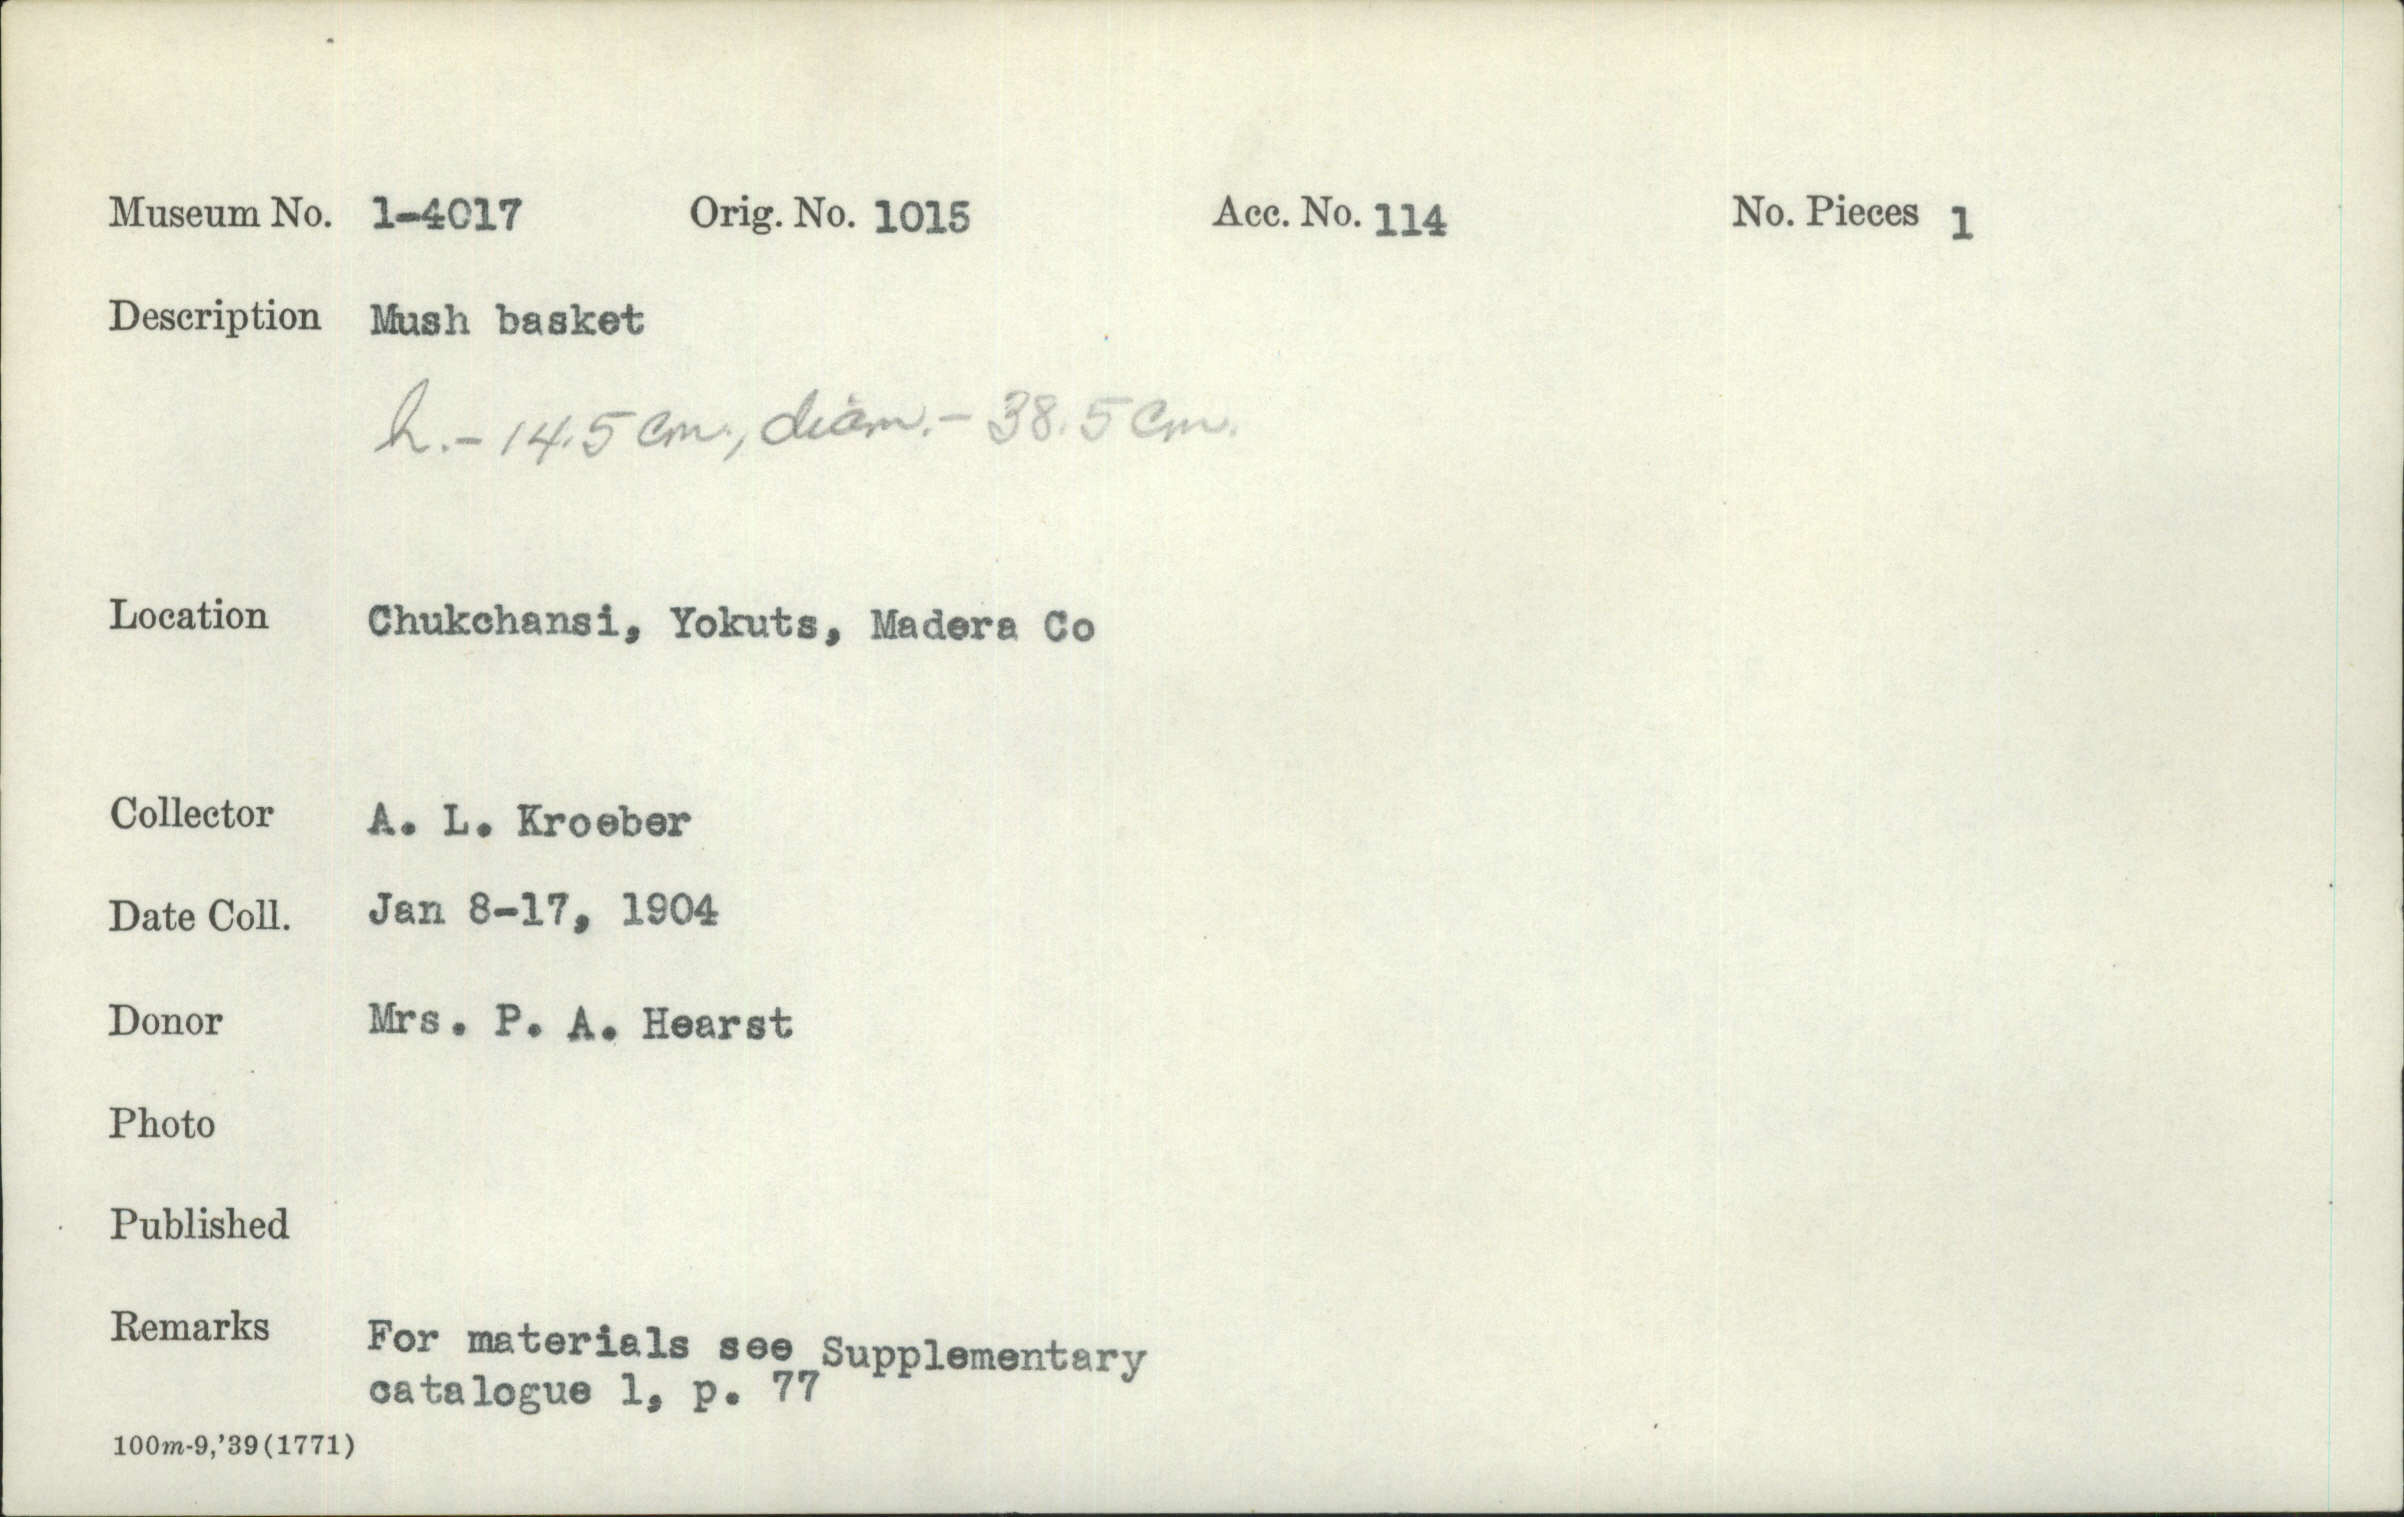 Museum No. 1-4017 Orig. No. 1015 Acc. No. 114 No. Pieces 1
Description Mush basket
h. - 14.5 cm., diam. - 38.5 cm.
Location Chukchansi, Yokuts, Madera Co
Collector A. L. Kroeber
Date Coll. Jan 8-17, 1904
Donor Mrs. P. A. Hearst
Photo
Published
Remarks For materials see Supplementary
catalogue 1, p. 77
100m-9,'39(1771)